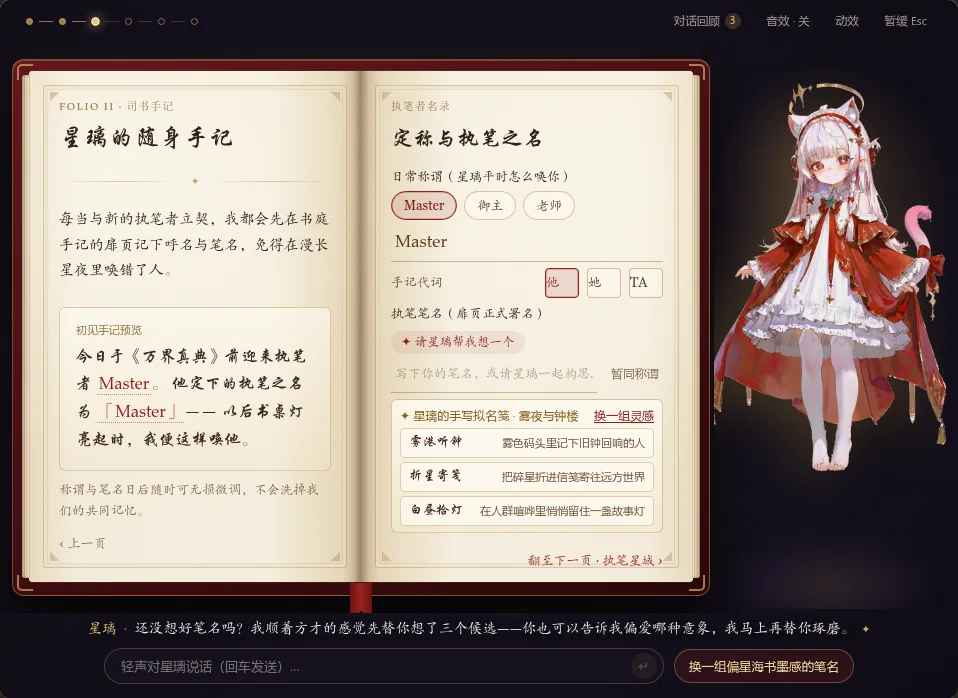 对话回顾 3 音效 · 关 动效 暂缓 Esc
FOLIO II · 司书手记
星璃的随身手记
每当与新的执笔者立契，我都会先在书庭
手记的扉页记下呼名与笔名，免得在漫长
星夜里唤错了人。
初见手记预览
今日于《万界真典》前迎来执笔
者 Master 。 他定下的执笔之名
为 「Master」—— 以后书桌灯
亮起时，我便这样唤他。
称谓与笔名日后随时可无损微调，不会洗掉我
们的共同记忆。
‹ 上一页
执笔者名录
定称与执笔之名
日常称谓（星璃平时怎么唤你）
Master 御主 老师
Master
手记代词 他 她 TA
执笔笔名（扉页正式署名）
✦ 请星璃帮我想一个
写下你的笔名，或请星璃一起构思. 暂同称谓
✦ 星璃的手写拟名笺 · 雾夜与钟楼 换一组灵感
雾港听钟 雾色码头里记下旧钟回响的人
折星寄笺 把碎星折进信笺寄往远方世界
白昼拾灯 在人群喧哗里悄悄留住一盏故事灯
翻至下一页 · 执笔星域 ›
星璃 · 还没想好笔名吗？我顺着方才的感觉先替你想了三个候选——你也可以告诉我偏爱哪种意象，我马上再替你琢磨。 ✦
轻声对星璃说话（回车发送）... ↵ 换一组偏星海书墨感的笔名